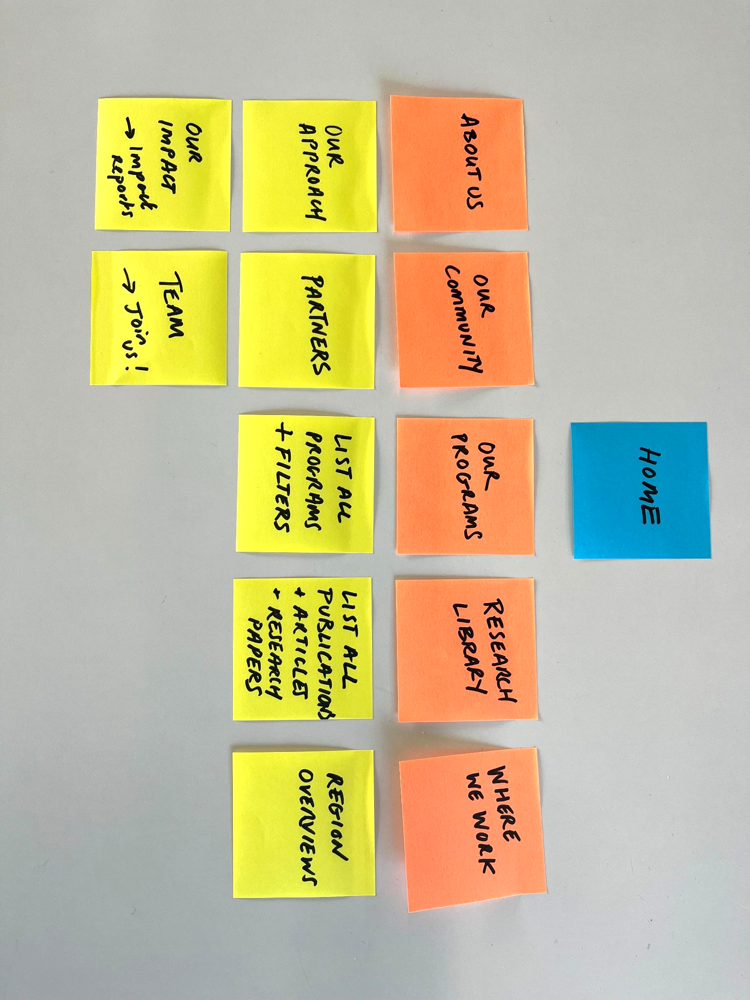 HOME
ABOUT US
OUR
COMMUNITY
OUR
PROGRAMS
RESEARCH
LIBRARY
WHERE
WE WORK
OUR
APPROACH
PARTNERS
LIST ALL
PROGRAMS
+ FILTERS
LIST ALL
PUBLICATIONS
+ ARTICLES
+ RESEARCH
PAPERS
REGION
OVERVIEWS
OUR
IMPACT
→ Impact
Reports
TEAM
→ Join
us!